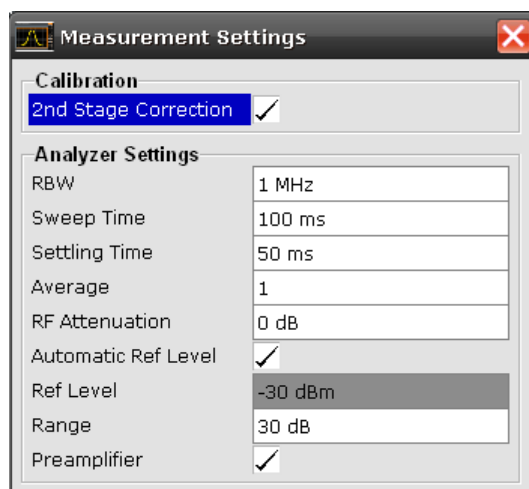 Measurement Settings
Calibration
2nd Stage Correction
Analyzer Settings
RBW 1 MHz
Sweep Time 100 ms
Settling Time 50 ms
Average 1
RF Attenuation 0 dB
Automatic Ref Level
Ref Level -30 dBm
Range 30 dB
Preamplifier